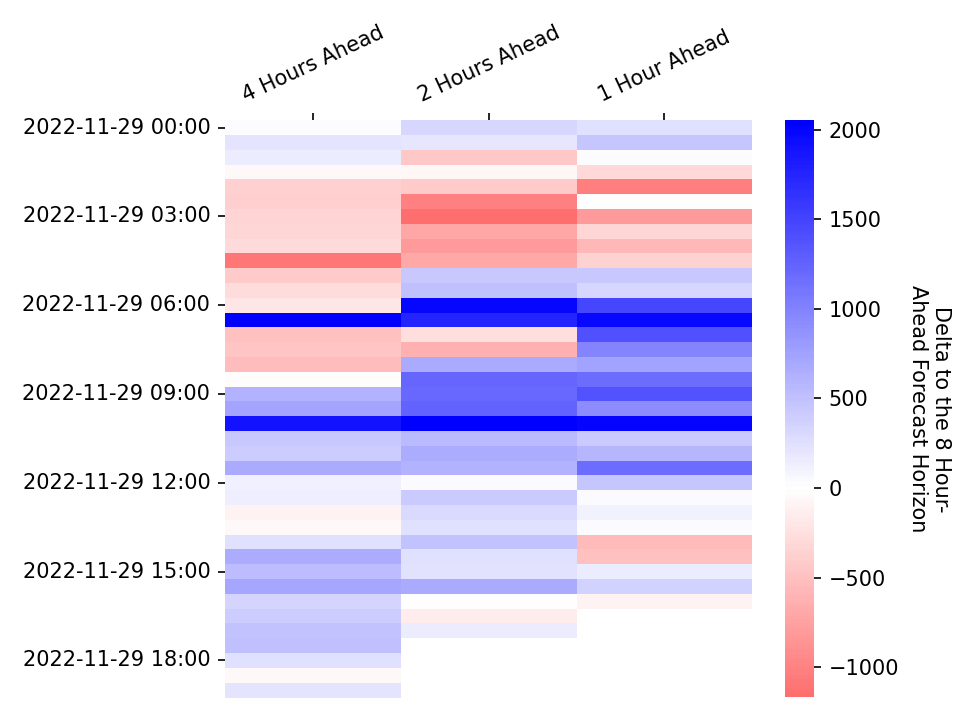 4 Hours Ahead
2 Hours Ahead
1 Hour Ahead
2022-11-29 00:00
2022-11-29 03:00
2022-11-29 06:00
2022-11-29 09:00
2022-11-29 12:00
2022-11-29 15:00
2022-11-29 18:00
2000
1500
1000
500
0
−500
−1000
Delta to the 8 Hour-
Ahead Forecast Horizon